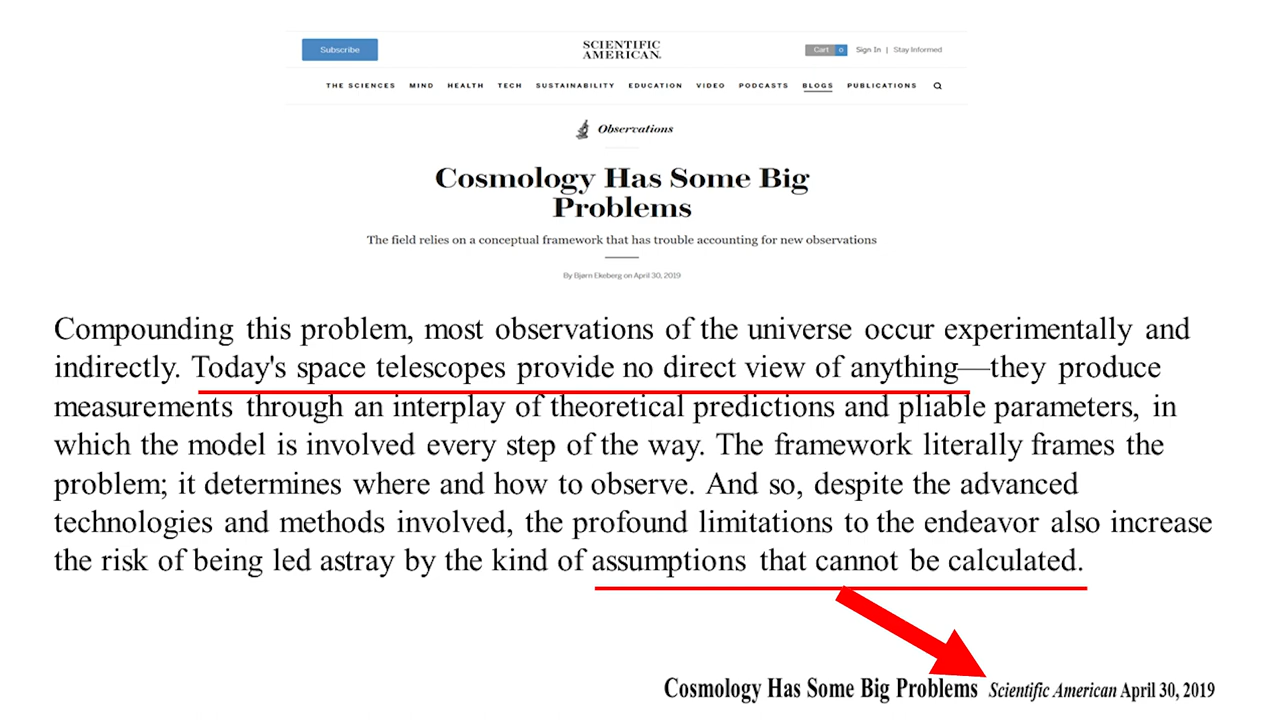 Subscribe
SCIENTIFIC
AMERICAN.
Cart 0 Sign In | Stay Informed
THE SCIENCES MIND HEALTH TECH SUSTAINABILITY EDUCATION VIDEO PODCASTS BLOGS PUBLICATIONS
Observations
Cosmology Has Some Big
Problems
The field relies on a conceptual framework that has trouble accounting for new observations
By Bjørn Ekeberg on April 30, 2019
Compounding this problem, most observations of the universe occur experimentally and
indirectly. Today's space telescopes provide no direct view of anything—they produce
measurements through an interplay of theoretical predictions and pliable parameters, in
which the model is involved every step of the way. The framework literally frames the
problem; it determines where and how to observe. And so, despite the advanced
technologies and methods involved, the profound limitations to the endeavor also increase
the risk of being led astray by the kind of assumptions that cannot be calculated.
Cosmology Has Some Big Problems Scientific American April 30, 2019